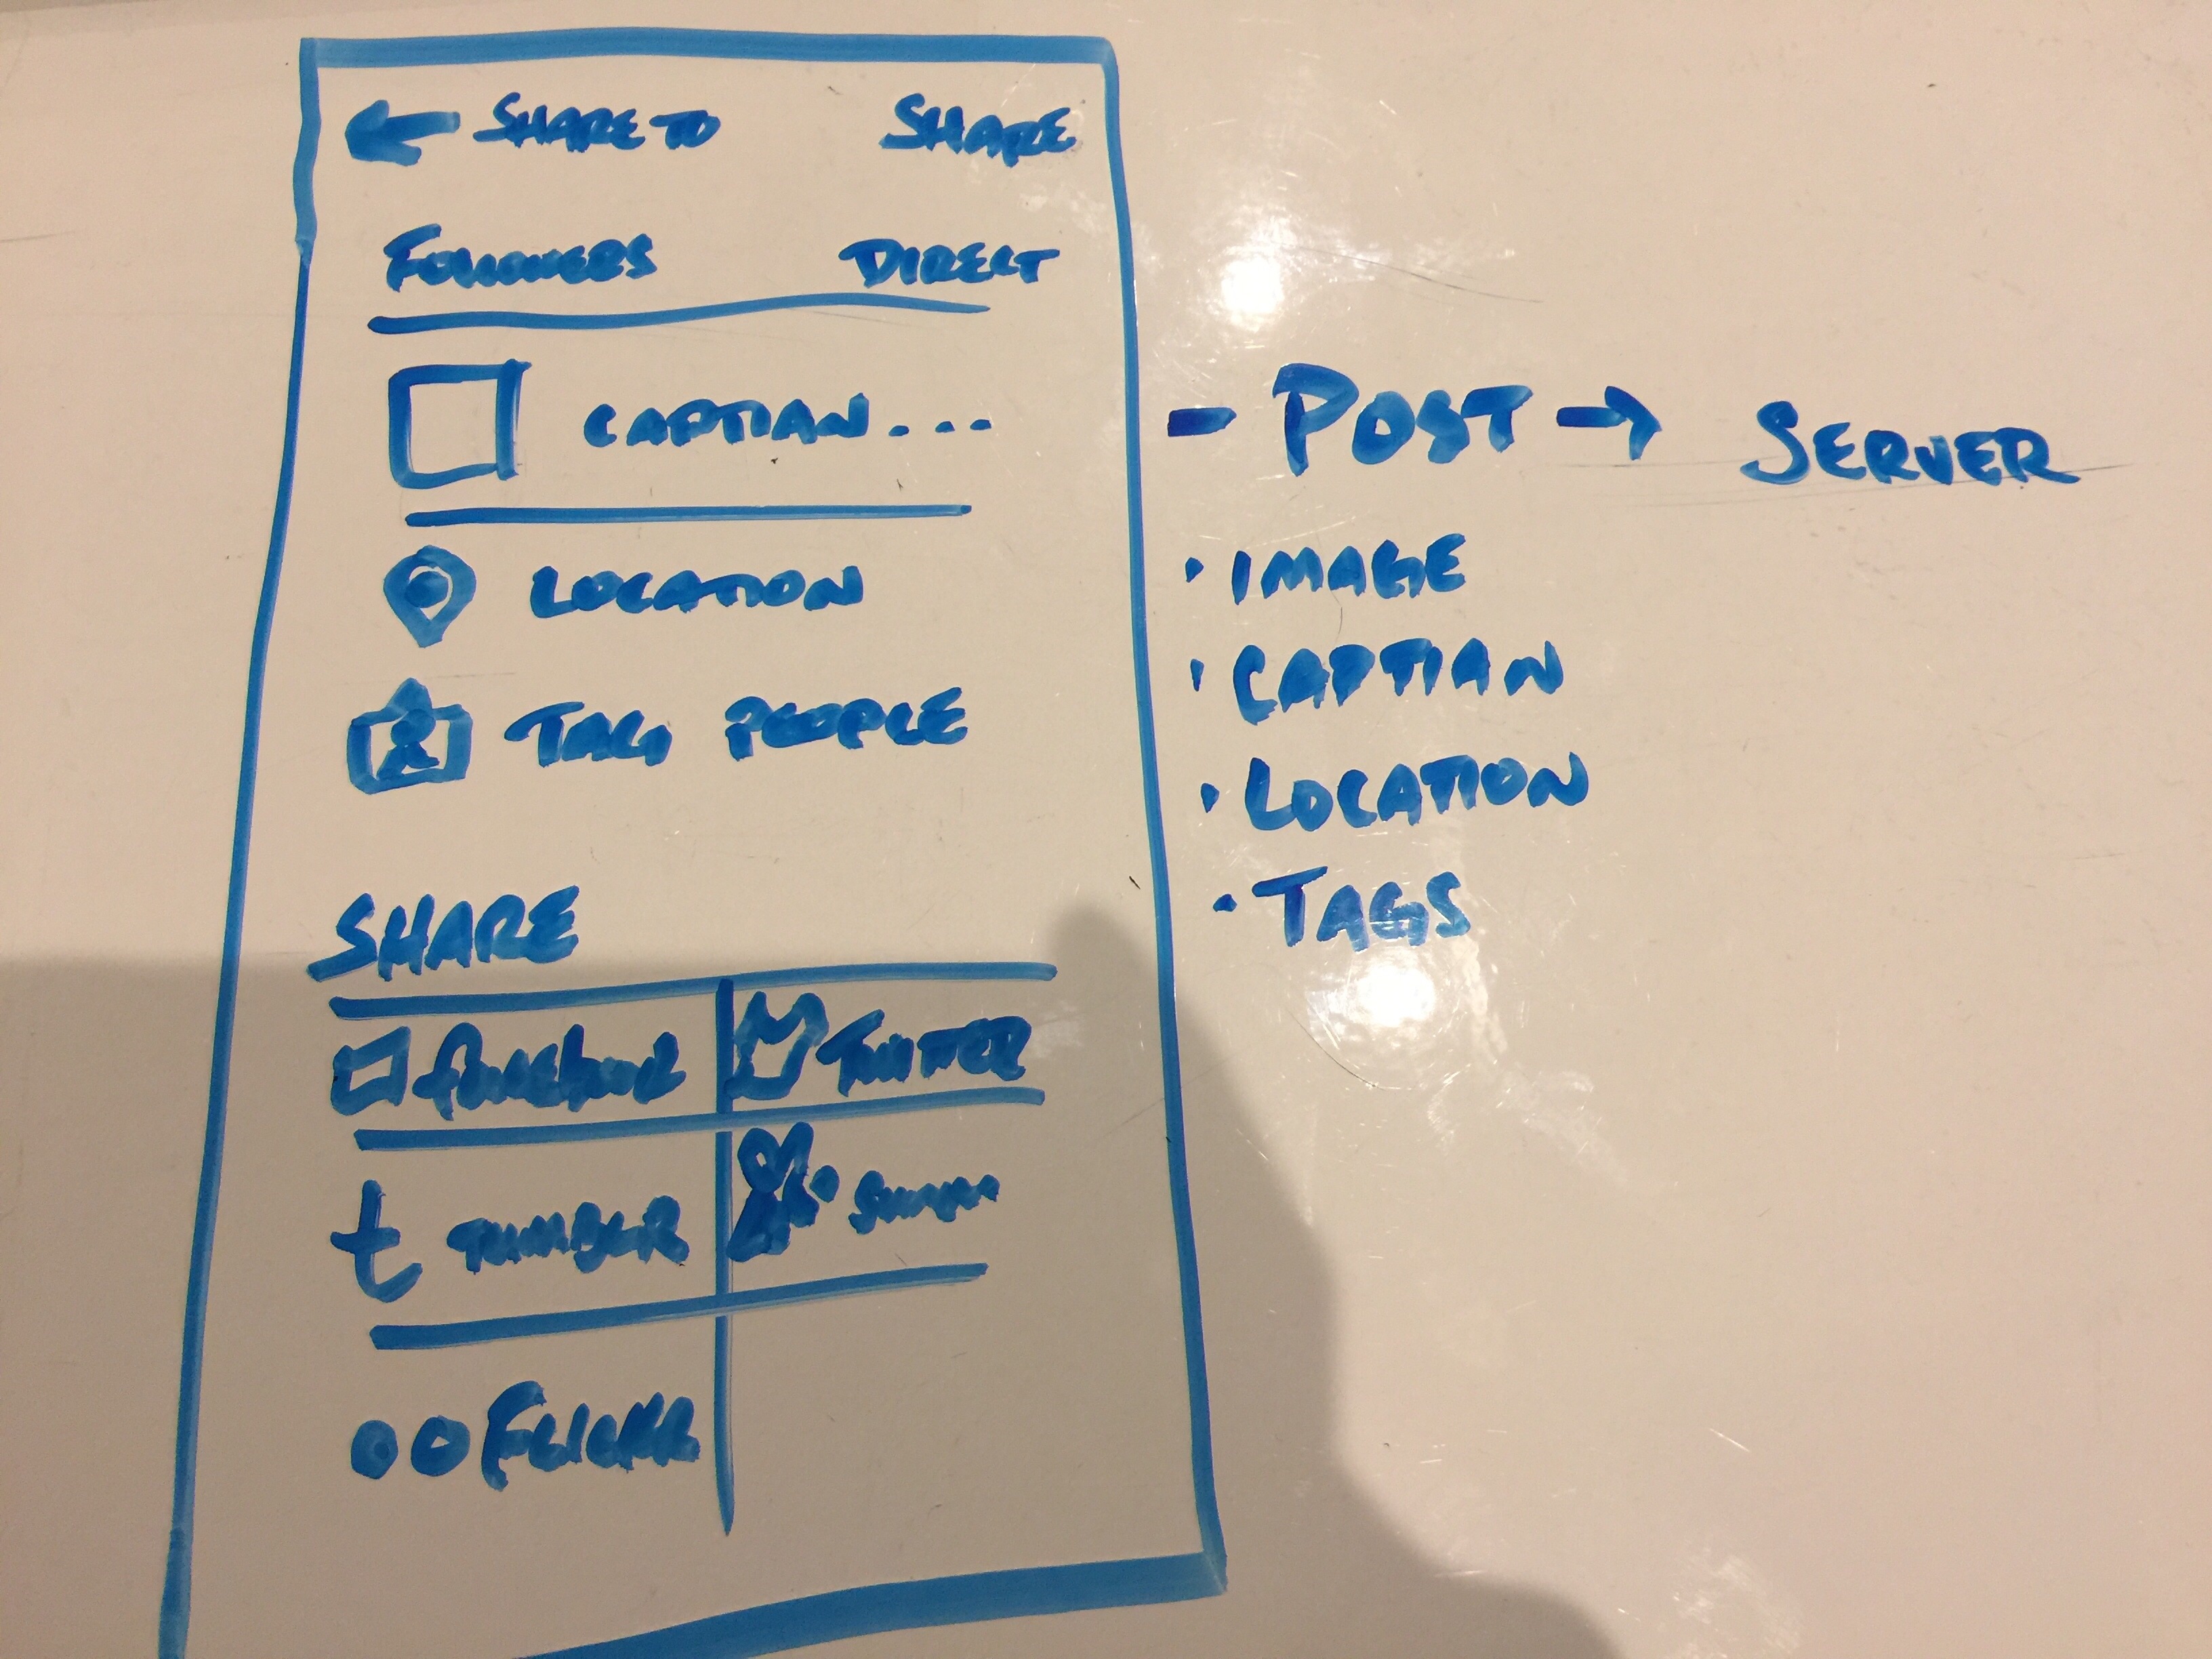 ← SHARE TO SHARE
FOLLOWERS DIRECT
CAPTIAN...
LOCATION
TAG PEOPLE
SHARE
facebook TWITTER
t TUMBLR
FLICKR
- POST → SERVER
· IMAGE
· CAPTIAN
· LOCATION
· TAGS